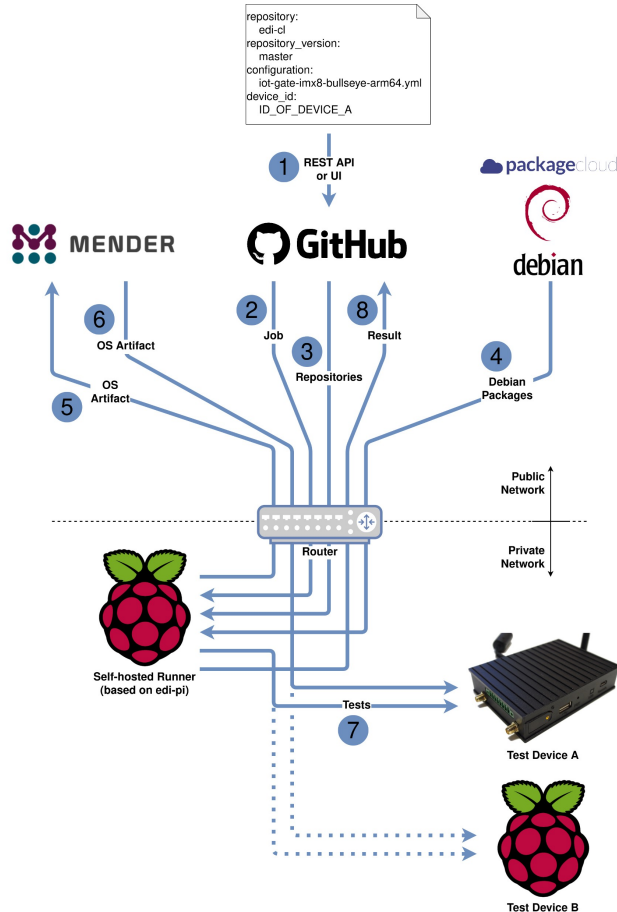 repository:
edi-cl
repository_version:
master
configuration:
iot-gate-imx8-bullseye-arm64.yml
device_id:
ID_OF_DEVICE_A
1
REST API
or UI
packagecloud
debian
MENDER
GitHub
2
Job
3
Repositories
8
Result
4
Debian
Packages
6
OS Artifact
OS
Artifact
5
Public
Network
Router
Private
Network
Self-hosted Runner
(based on edi-pi)
Tests
7
Test Device A
Test Device B